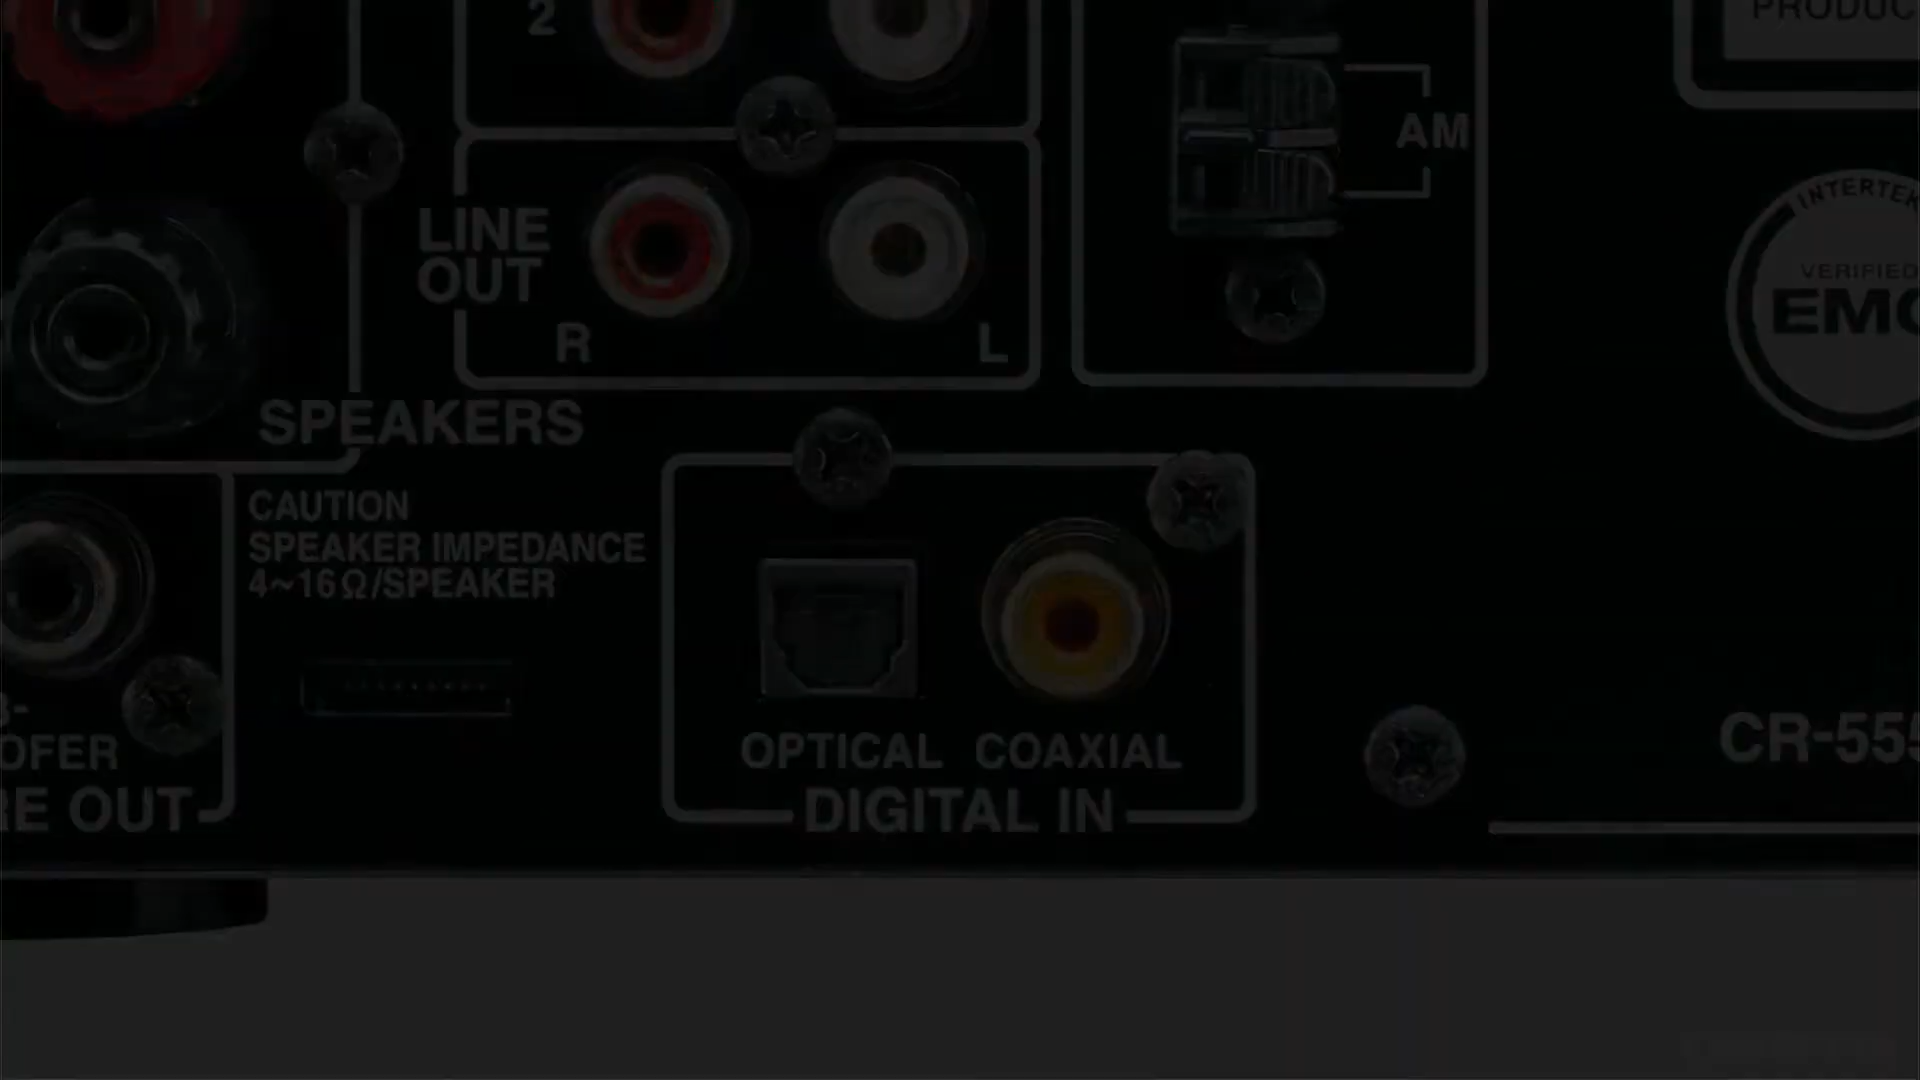 2
PRODUC
AM
LINE
OUT
R
L
INTERTEK
VERIFIED
EMC
SPEAKERS
CAUTION
SPEAKER IMPEDANCE
4~16Ω/SPEAKER
OFER
RE OUT
OPTICAL COAXIAL
DIGITAL IN
CR-555